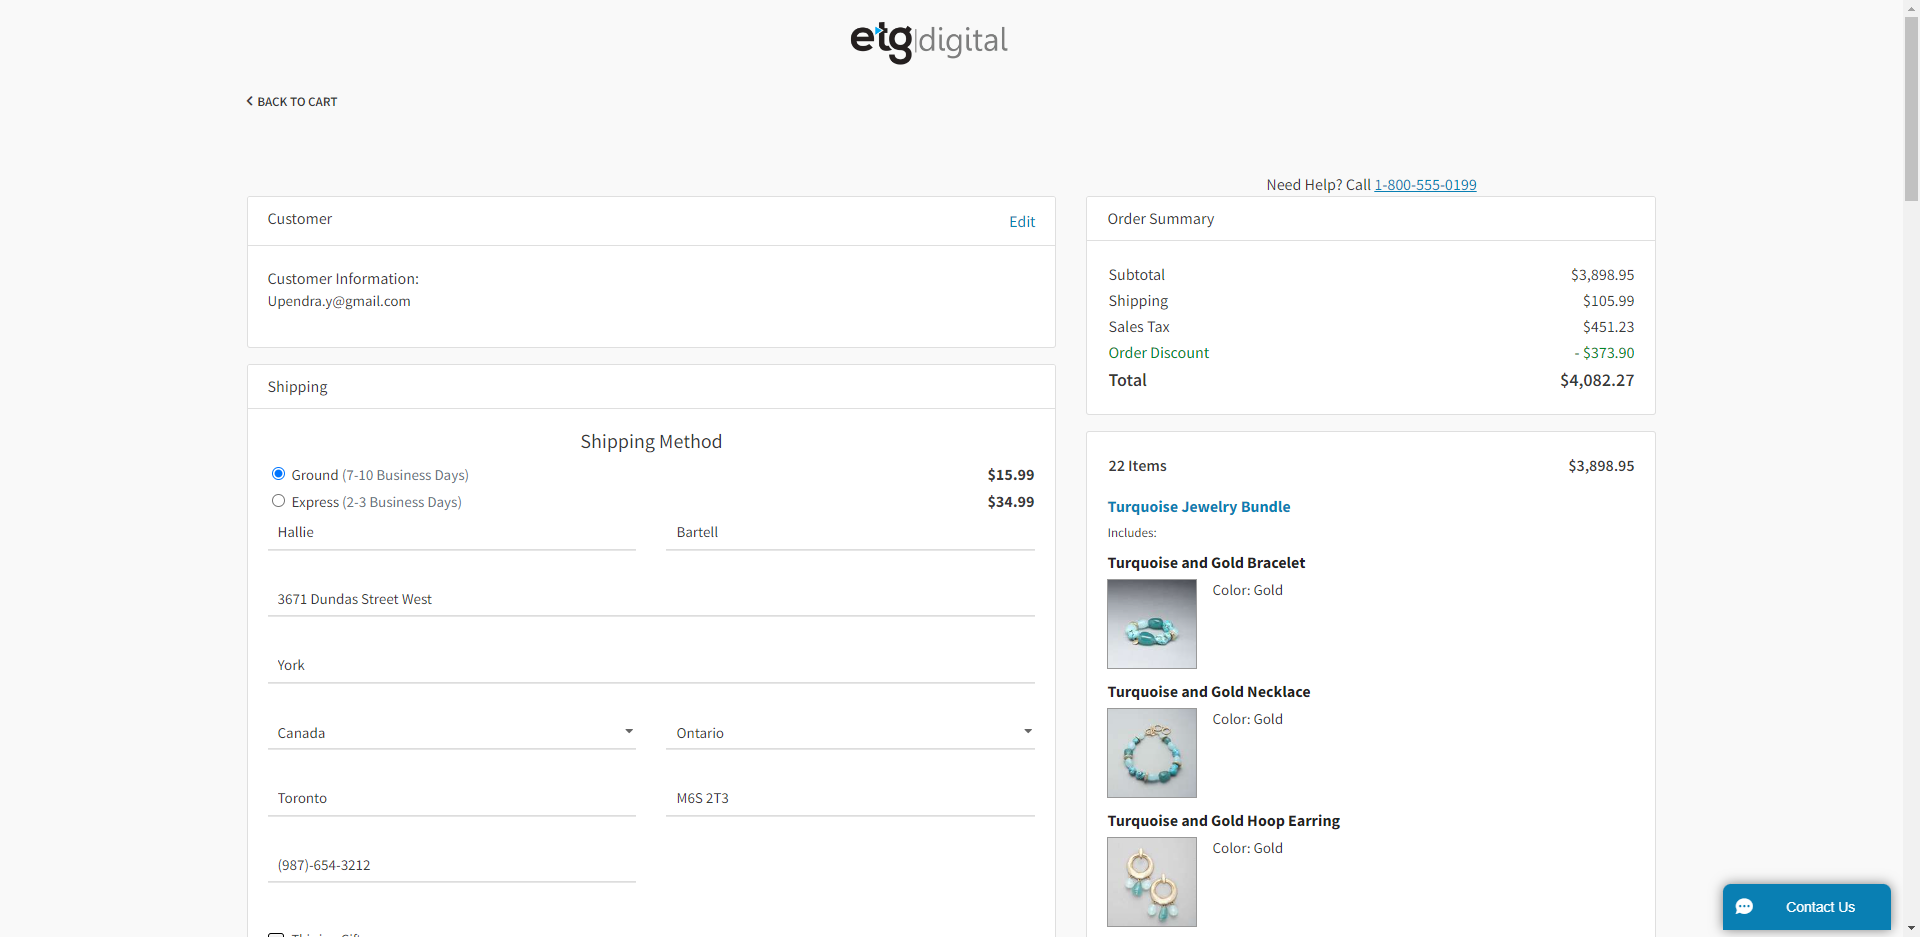 etg|digital
BACK TO CART
Need Help? Call 1-800-555-0199
Customer
Edit
Customer Information:
Upendra.y@gmail.com
Shipping
Shipping Method
Ground (7-10 Business Days) $15.99
Express (2-3 Business Days) $34.99
Hallie Bartell
3671 Dundas Street West
York
Canada Ontario
Toronto M6S 2T3
(987)-654-3212
Order Summary
Subtotal $3,898.95
Shipping $105.99
Sales Tax $451.23
Order Discount - $373.90
Total $4,082.27
22 Items $3,898.95
Turquoise Jewelry Bundle
Includes:
Turquoise and Gold Bracelet
Color: Gold
Turquoise and Gold Necklace
Color: Gold
Turquoise and Gold Hoop Earring
Color: Gold
Contact Us